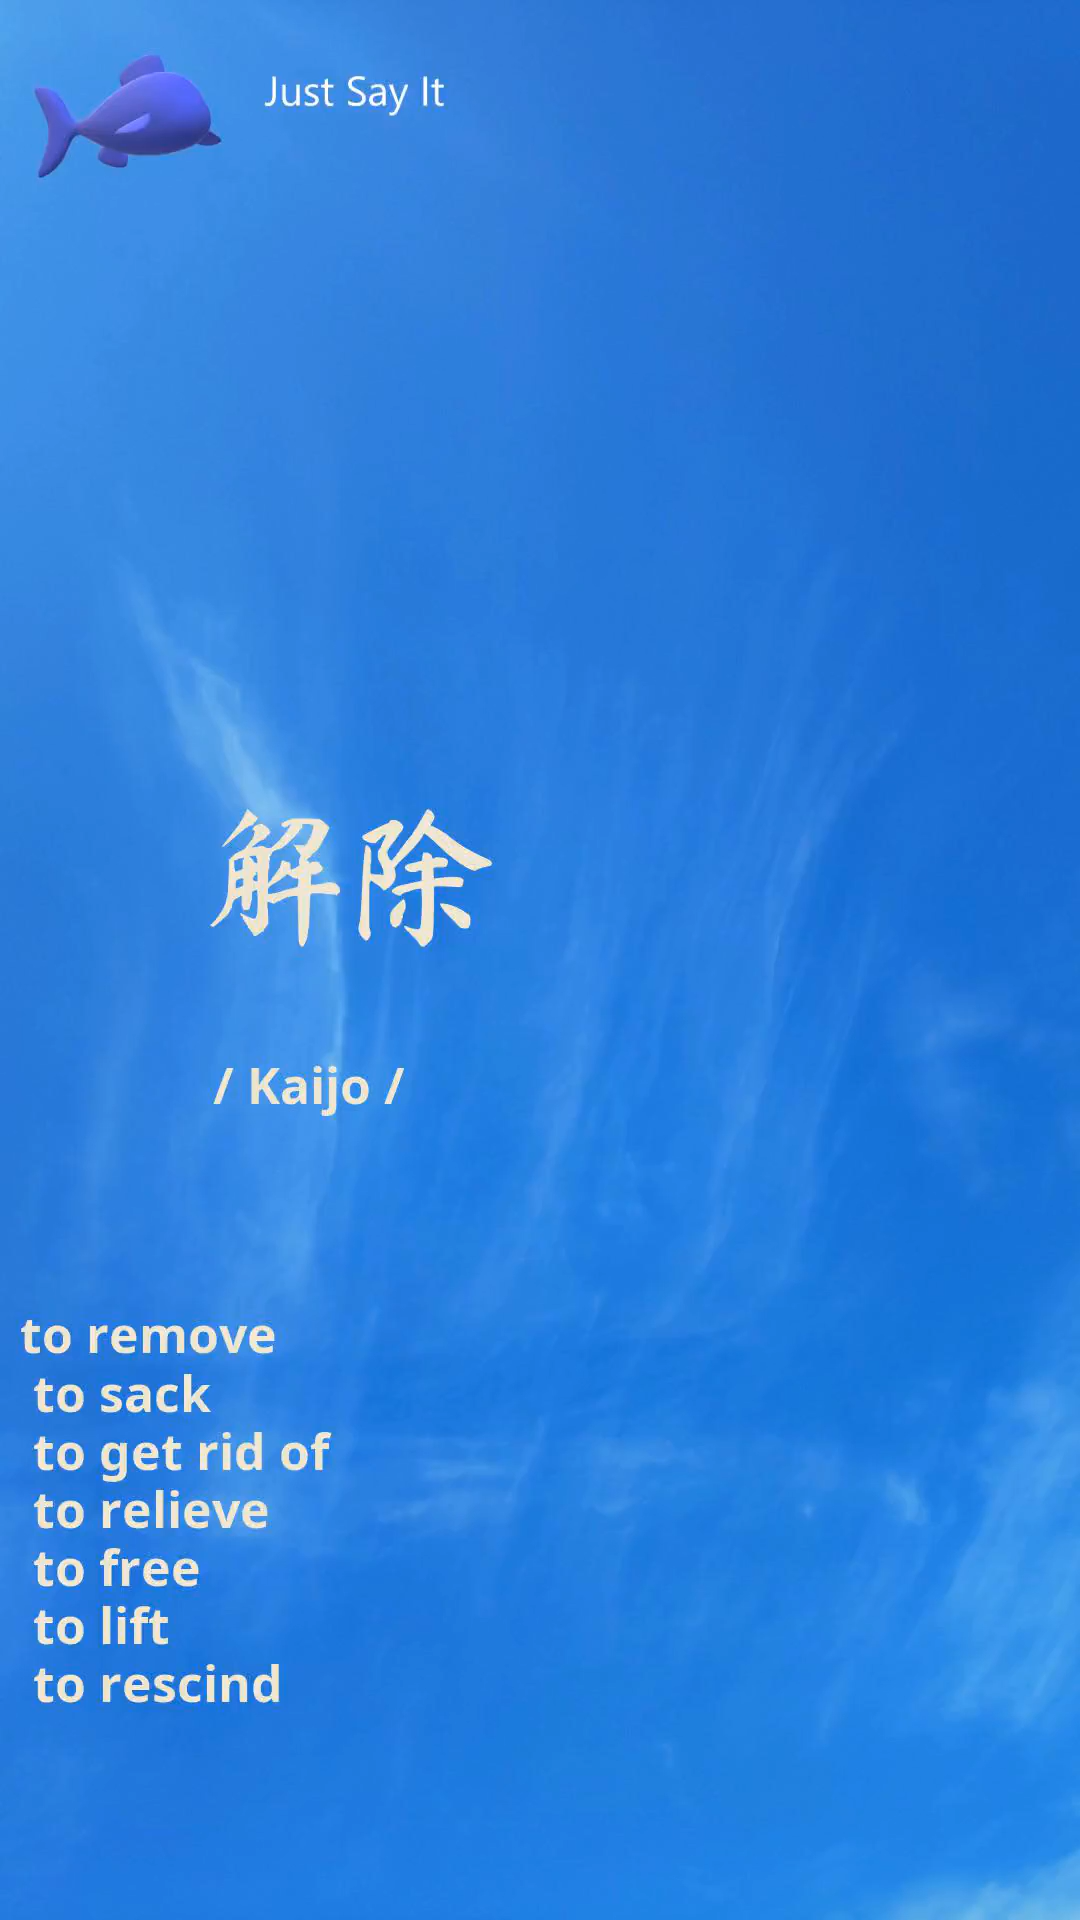 Just Say It
解除
/ Kaijo /
to remove
to sack
to get rid of
to relieve
to free
to lift
to rescind